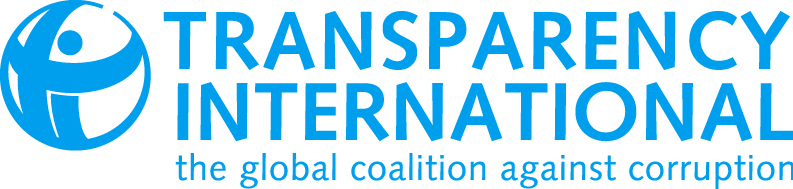 TRANSPARENCY
INTERNATIONAL
the global coalition against corruption